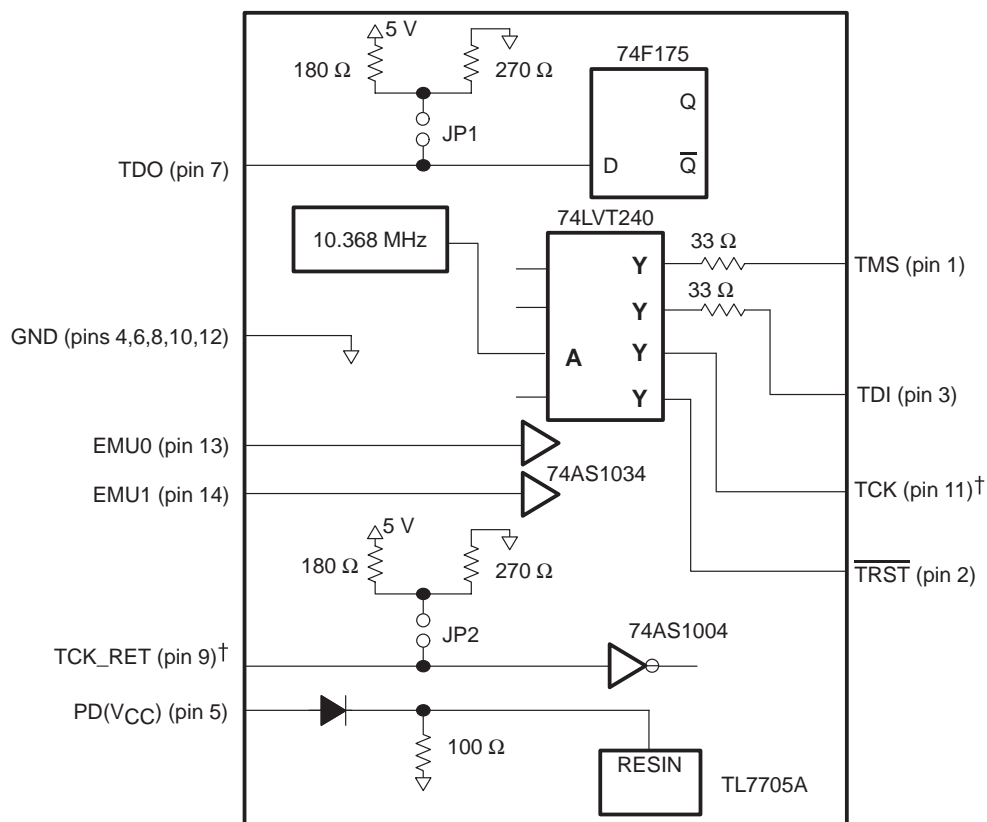 5 V
180 Ω
270 Ω
74F175
Q
JP1
TDO (pin 7)
D
Q̅
74LVT240
10.368 MHz
33 Ω
Y
TMS (pin 1)
33 Ω
Y
GND (pins 4,6,8,10,12)
A
Y
Y
TDI (pin 3)
EMU0 (pin 13)
74AS1034
EMU1 (pin 14)
TCK (pin 11)†
5 V
180 Ω
270 Ω
T̅R̅S̅T̅ (pin 2)
JP2
74AS1004
TCK_RET (pin 9)†
PD(VCC) (pin 5)
100 Ω
RESIN
TL7705A